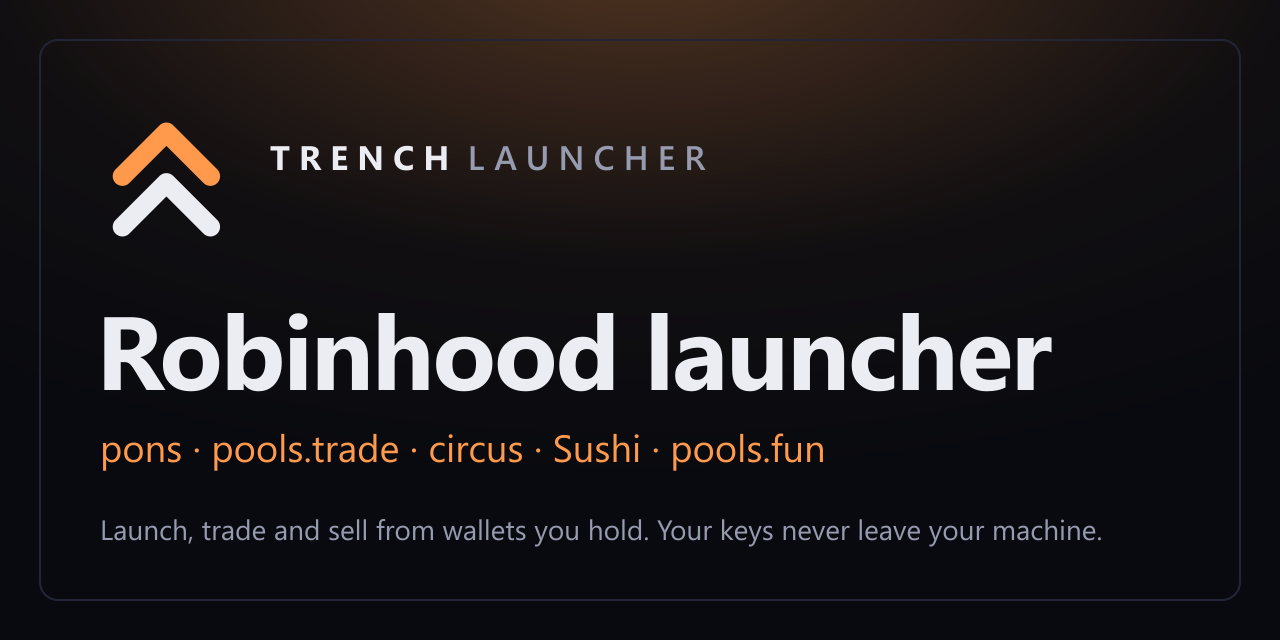 TRENCH LAUNCHER
Robinhood launcher
pons · pools.trade · circus · Sushi · pools.fun
Launch, trade and sell from wallets you hold. Your keys never leave your machine.